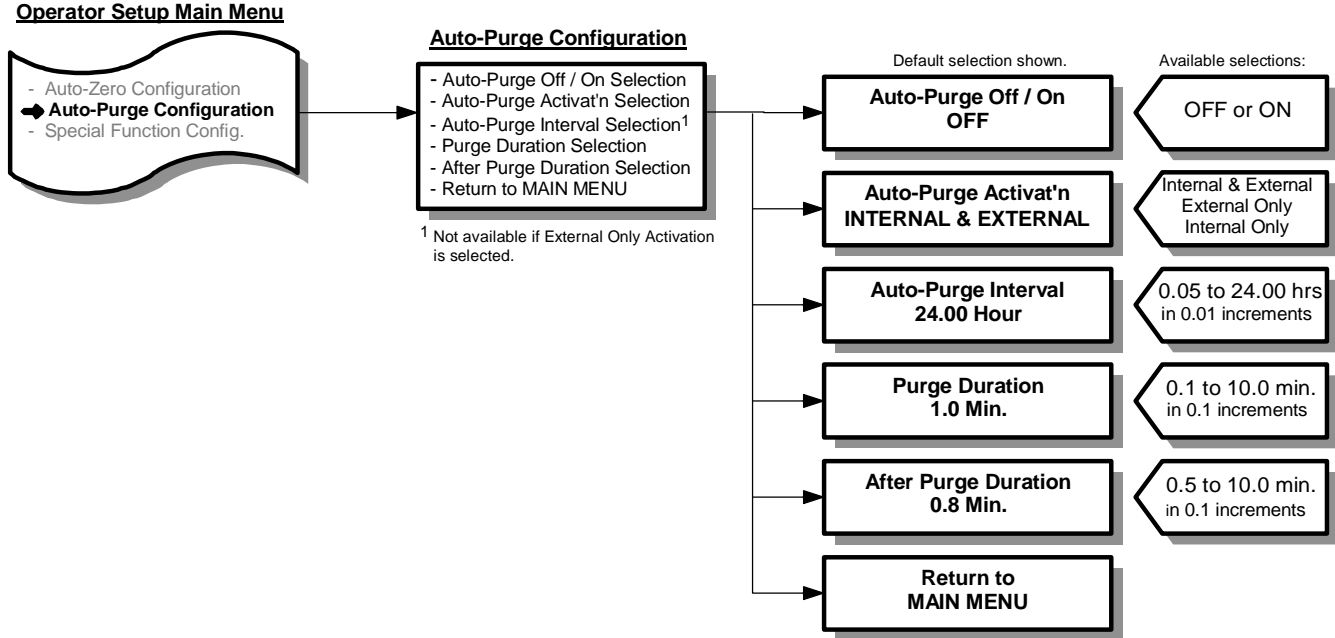 Operator Setup Main Menu
- Auto-Zero Configuration
Auto-Purge Configuration
- Special Function Config.
Auto-Purge Configuration
- Auto-Purge Off / On Selection
- Auto-Purge Activat'n Selection
- Auto-Purge Interval Selection1
- Purge Duration Selection
- After Purge Duration Selection
- Return to MAIN MENU
1 Not available if External Only Activation
is selected.
Default selection shown.
Available selections:
Auto-Purge Off / On
OFF
OFF or ON
Auto-Purge Activat'n
INTERNAL & EXTERNAL
Internal & External
External Only
Internal Only
Auto-Purge Interval
24.00 Hour
0.05 to 24.00 hrs
in 0.01 increments
Purge Duration
1.0 Min.
0.1 to 10.0 min.
in 0.1 increments
After Purge Duration
0.8 Min.
0.5 to 10.0 min.
in 0.1 increments
Return to
MAIN MENU